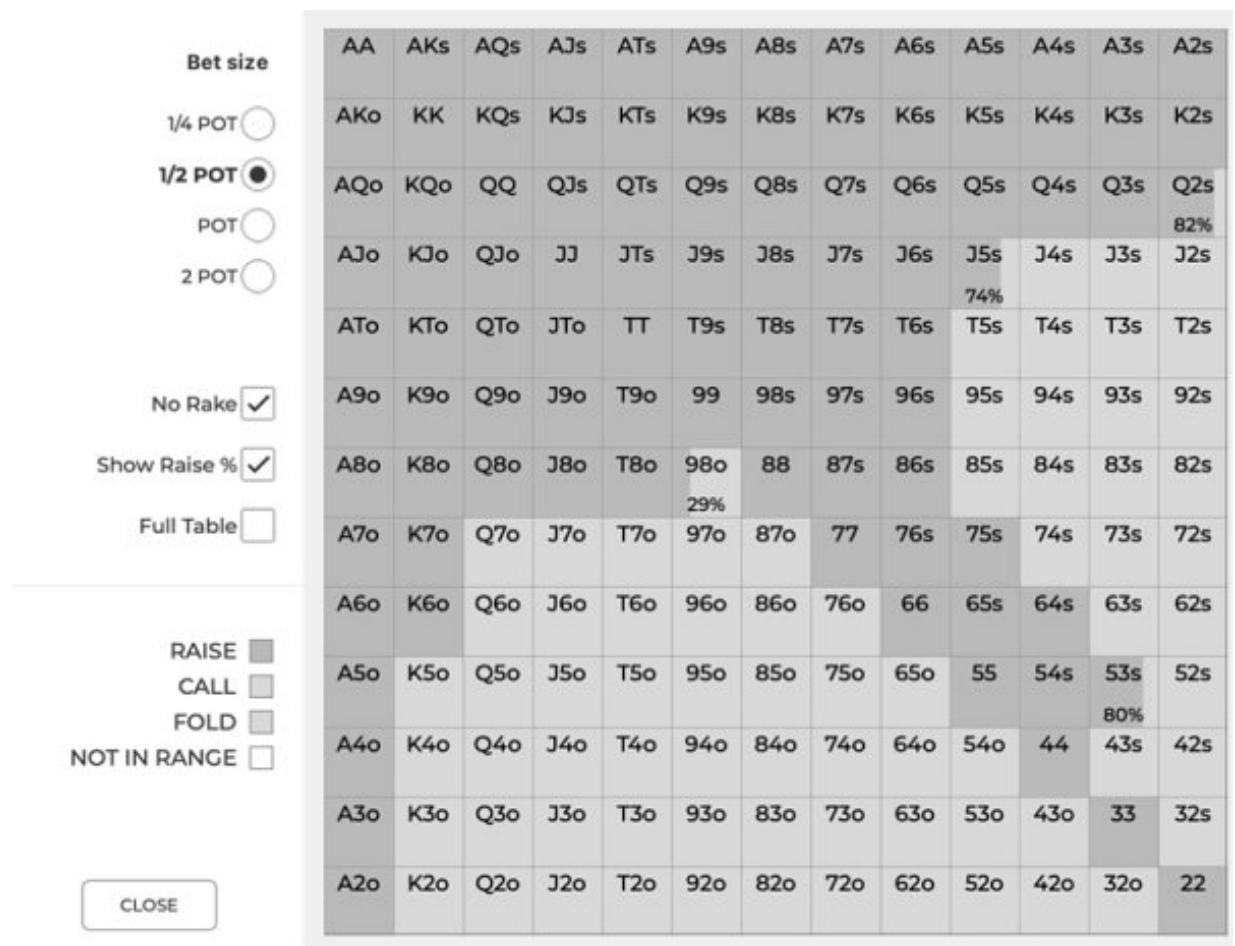 Bet size
1/4 POT
1/2 POT
POT
2 POT
No Rake
Show Raise %
Full Table
RAISE
CALL
FOLD
NOT IN RANGE
CLOSE
AA AKs AQs AJs ATs A9s A8s A7s A6s A5s A4s A3s A2s
AKo KK KQs KJs KTs K9s K8s K7s K6s K5s K4s K3s K2s
AQo KQo QQ QJs QTs Q9s Q8s Q7s Q6s Q5s Q4s Q3s Q2s
82%
AJo KJo QJo JJ JTs J9s J8s J7s J6s J5s J4s J3s J2s
74%
ATo KTo QTo JTo TT T9s T8s T7s T6s T5s T4s T3s T2s
A9o K9o Q9o J9o T9o 99 98s 97s 96s 95s 94s 93s 92s
A8o K8o Q8o J8o T8o 98o 88 87s 86s 85s 84s 83s 82s
29%
A7o K7o Q7o J7o T7o 97o 87o 77 76s 75s 74s 73s 72s
A6o K6o Q6o J6o T6o 96o 86o 76o 66 65s 64s 63s 62s
A5o K5o Q5o J5o T5o 95o 85o 75o 65o 55 54s 53s 52s
80%
A4o K4o Q4o J4o T4o 94o 84o 74o 64o 54o 44 43s 42s
A3o K3o Q3o J3o T3o 93o 83o 73o 63o 53o 43o 33 32s
A2o K2o Q2o J2o T2o 92o 82o 72o 62o 52o 42o 32o 22